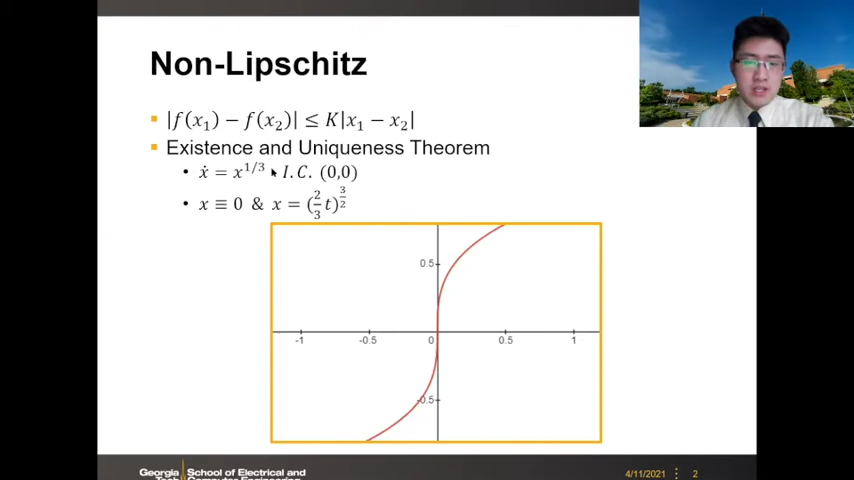 Non-Lipschitz
|f(x₁) − f(x₂)| ≤ K|x₁ − x₂|
Existence and Uniqueness Theorem
ẋ = x^{1/3} I.C. (0,0)
x ≡ 0 & x = (2/3 t)^{3/2}
0.5
-1 -0.5 0 0.5 1
-0.5
Georgia School of Electrical and
Tech Computer Engineering
4/11/2021 2